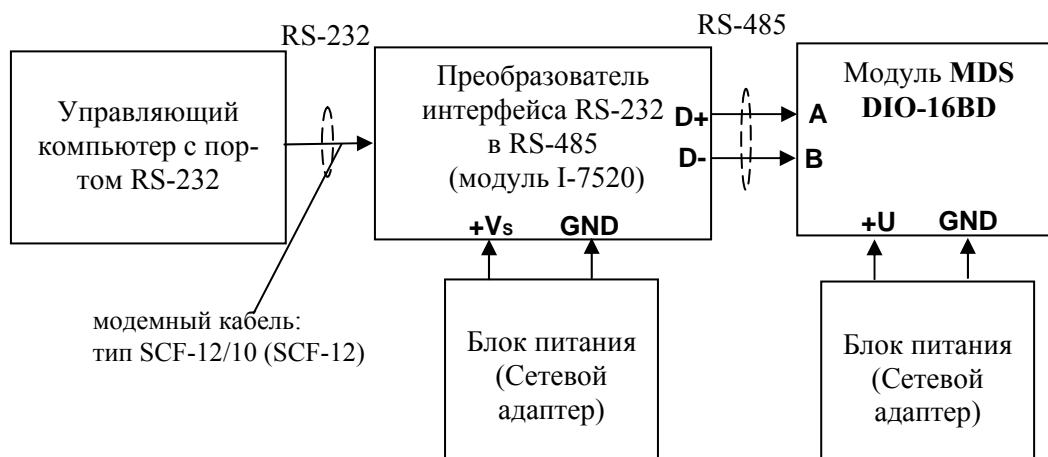 RS-232
RS-485
Управляющий
компьютер с пор-
том RS-232
Преобразователь
интерфейса RS-232
в RS-485
(модуль I-7520)
D+
D-
+Vs
GND
Модуль MDS
DIO-16BD
A
B
+U
GND
модемный кабель:
тип SCF-12/10 (SCF-12)
Блок питания
(Сетевой
адаптер)
Блок питания
(Сетевой
адаптер)